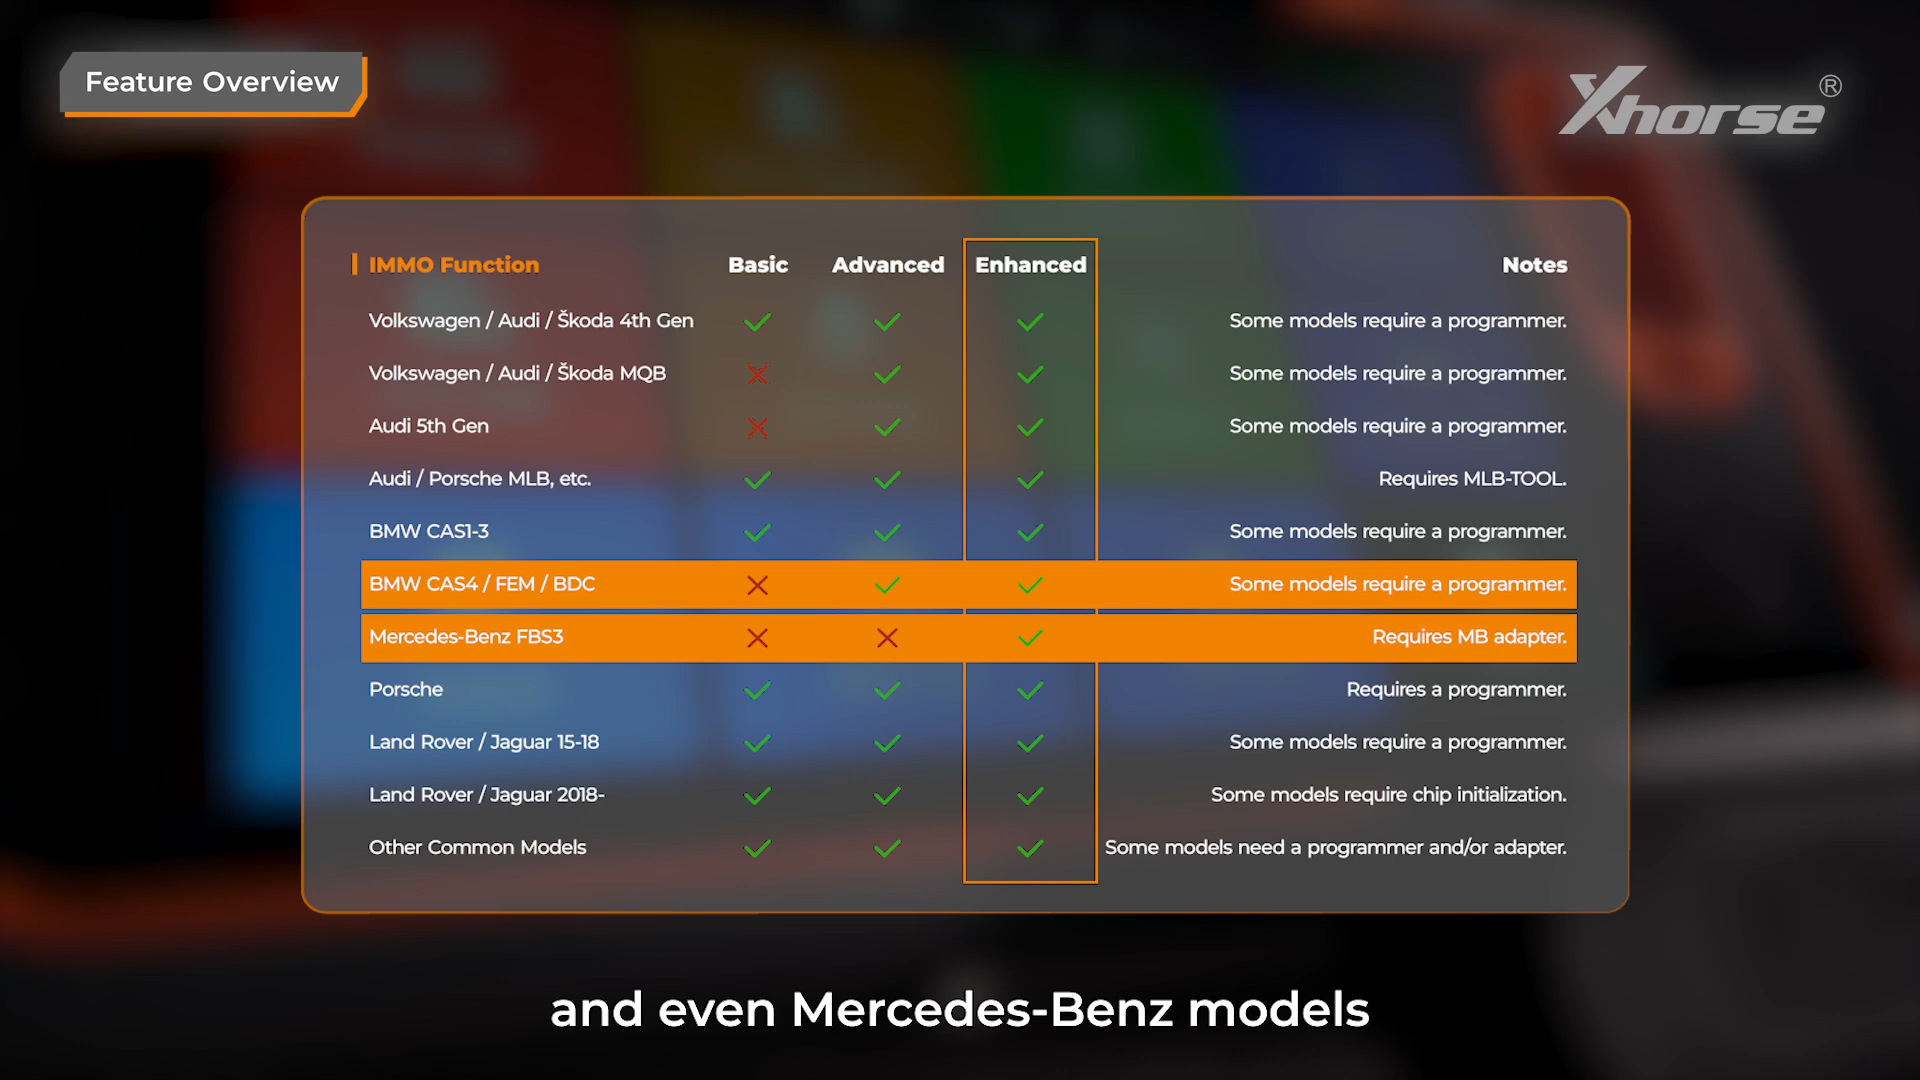 Feature Overview
Xhorse®
IMMO Function Basic Advanced Enhanced Notes
Volkswagen / Audi / Škoda 4th Gen ✓ ✓ ✓ Some models require a programmer.
Volkswagen / Audi / Škoda MQB ✗ ✓ ✓ Some models require a programmer.
Audi 5th Gen ✗ ✓ ✓ Some models require a programmer.
Audi / Porsche MLB, etc. ✓ ✓ ✓ Requires MLB-TOOL.
BMW CAS1-3 ✓ ✓ ✓ Some models require a programmer.
BMW CAS4 / FEM / BDC ✗ ✓ ✓ Some models require a programmer.
Mercedes-Benz FBS3 ✗ ✗ ✓ Requires MB adapter.
Porsche ✓ ✓ ✓ Requires a programmer.
Land Rover / Jaguar 15-18 ✓ ✓ ✓ Some models require a programmer.
Land Rover / Jaguar 2018- ✓ ✓ ✓ Some models require chip initialization.
Other Common Models ✓ ✓ ✓ Some models need a programmer and/or adapter.
and even Mercedes-Benz models